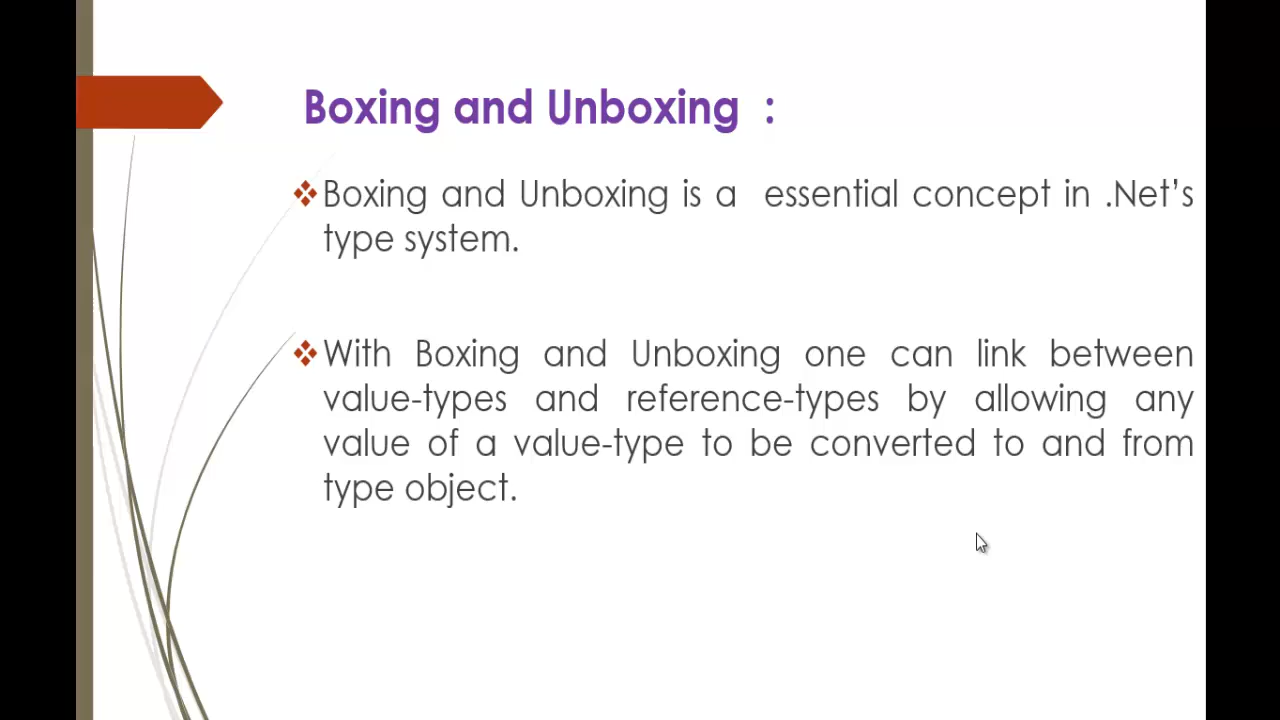 Boxing and Unboxing :
Boxing and Unboxing is a essential concept in .Net’s
type system.
With Boxing and Unboxing one can link between
value-types and reference-types by allowing any
value of a value-type to be converted to and from
type object.